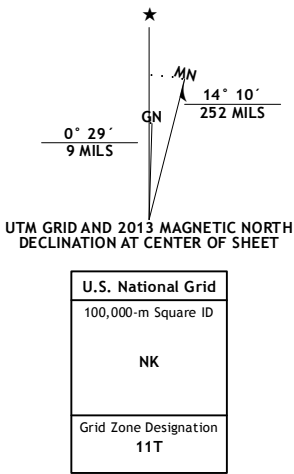 ★
MN
14° 10´
252 MILS
GN
0° 29´
9 MILS
UTM GRID AND 2013 MAGNETIC NORTH
DECLINATION AT CENTER OF SHEET
U.S. National Grid
100,000-m Square ID
NK
Grid Zone Designation
11T